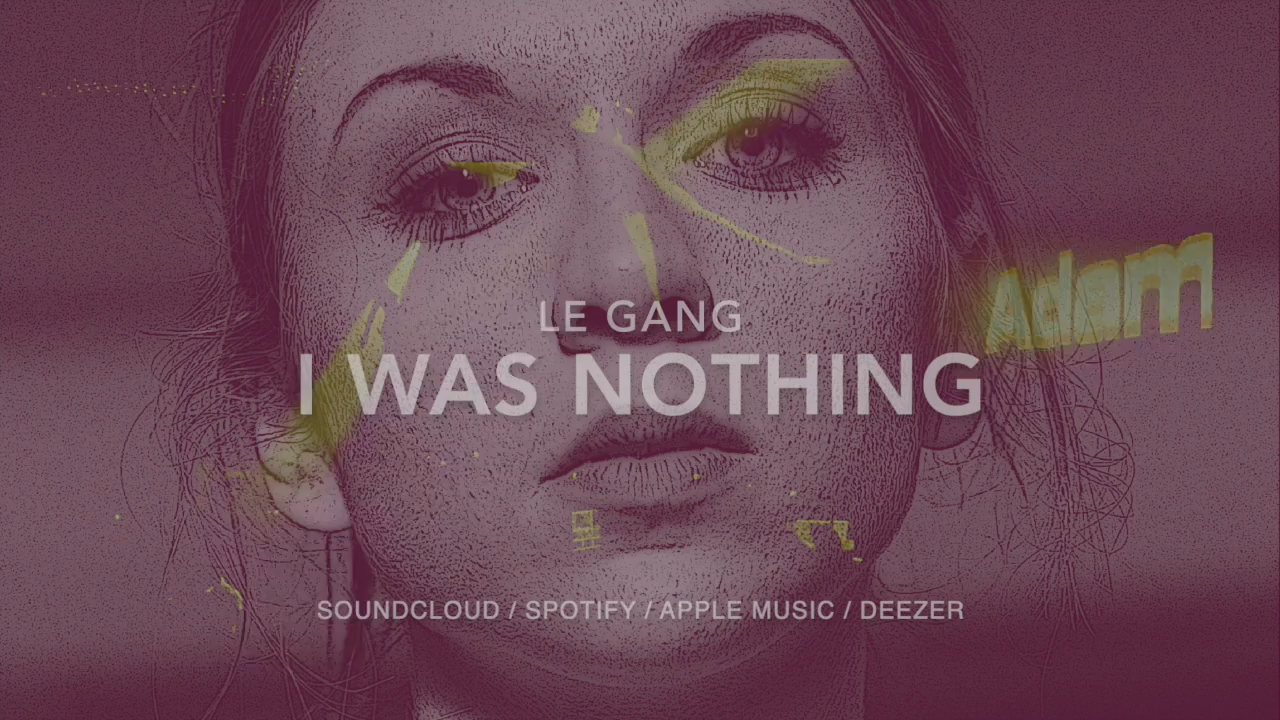 Adam
LE GANG
I WAS NOTHING
SOUNDCLOUD / SPOTIFY / APPLE MUSIC / DEEZER